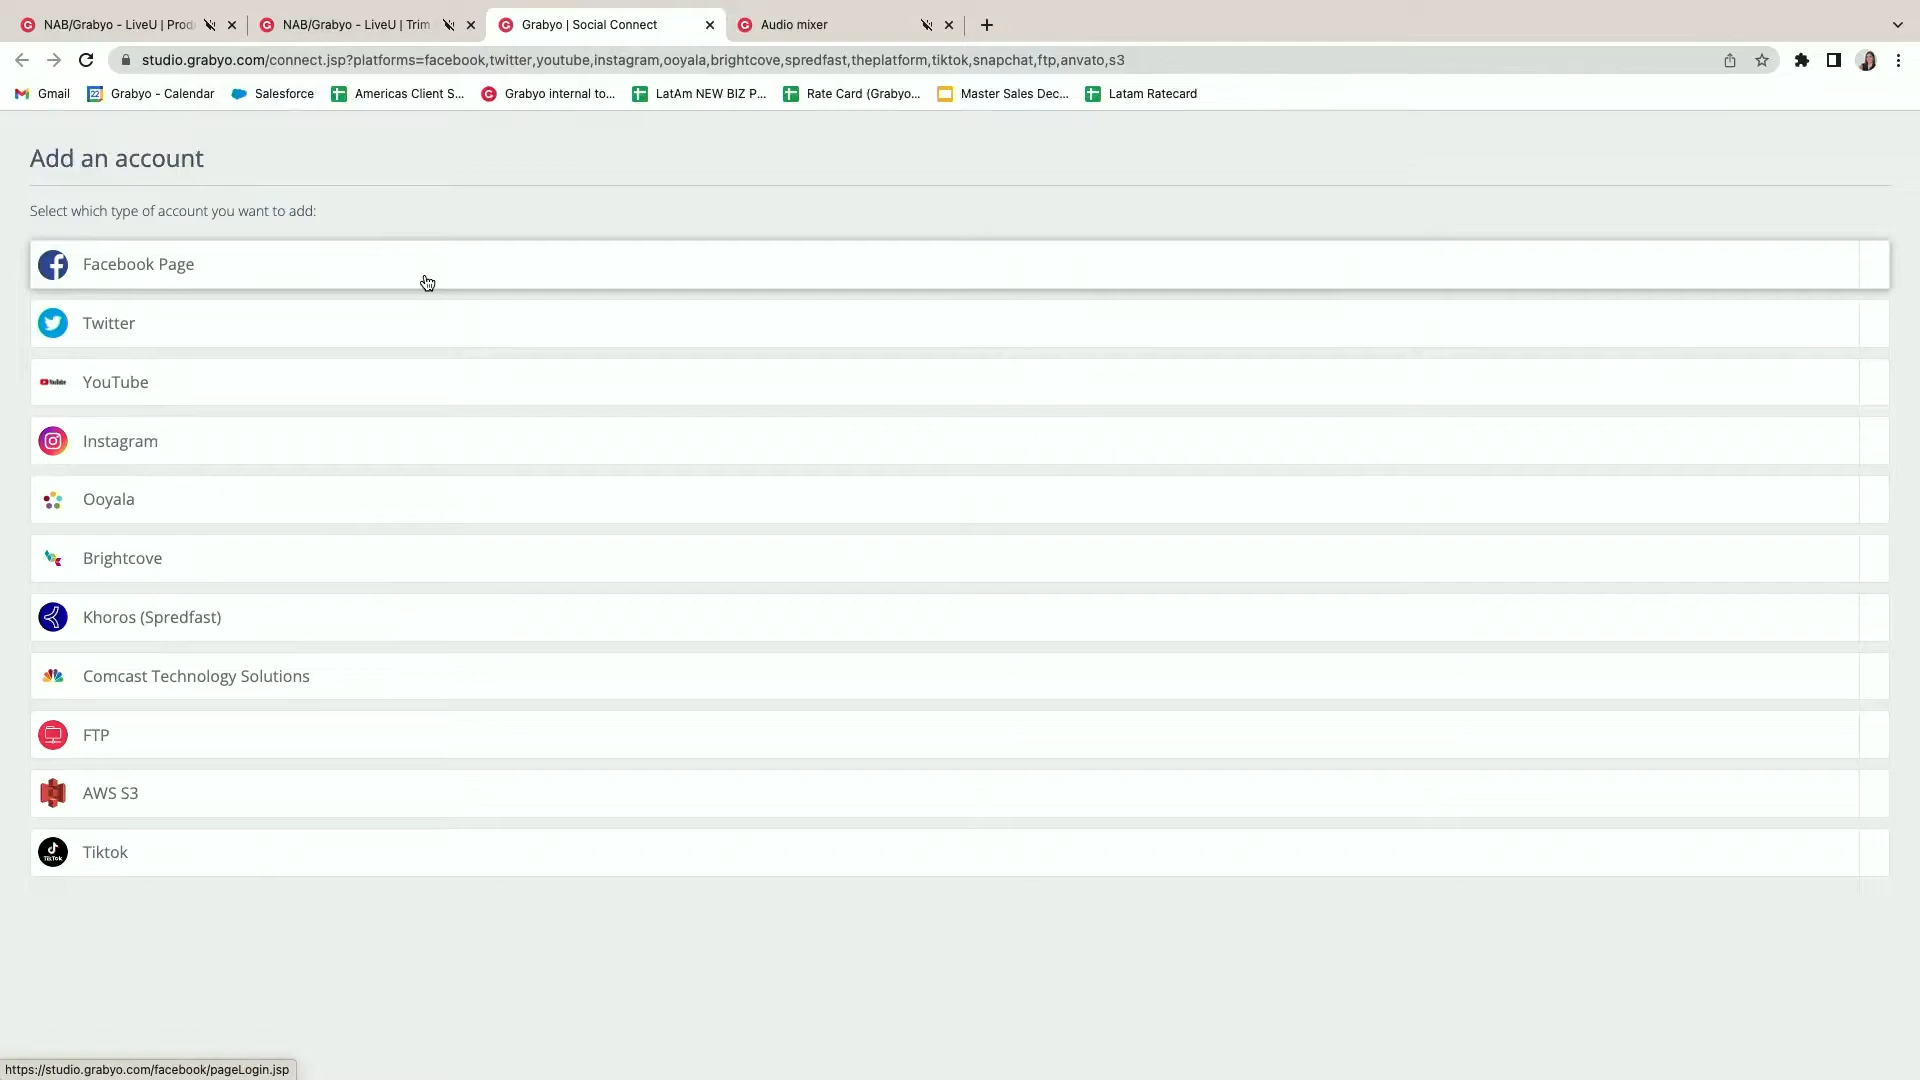 NAB/Grabyo - LiveU | Prod
NAB/Grabyo - LiveU | Trim
Grabyo | Social Connect
Audio mixer
studio.grabyo.com/connect.jsp?platforms=facebook,twitter,youtube,instagram,ooyala,brightcove,spredfast,theplatform,tiktok,snapchat,ftp,anvato,s3
Gmail
22
Grabyo - Calendar
Salesforce
Americas Client S...
Grabyo internal to...
LatAm NEW BIZ P...
Rate Card (Grabyo...
Master Sales Dec...
Latam Ratecard
Add an account
Select which type of account you want to add:
Facebook Page
Twitter
YouTube
YouTube
Instagram
Ooyala
Brightcove
Khoros (Spredfast)
Comcast Technology Solutions
FTP
AWS S3
TikTok
Tiktok
https://studio.grabyo.com/facebook/pageLogin.jsp